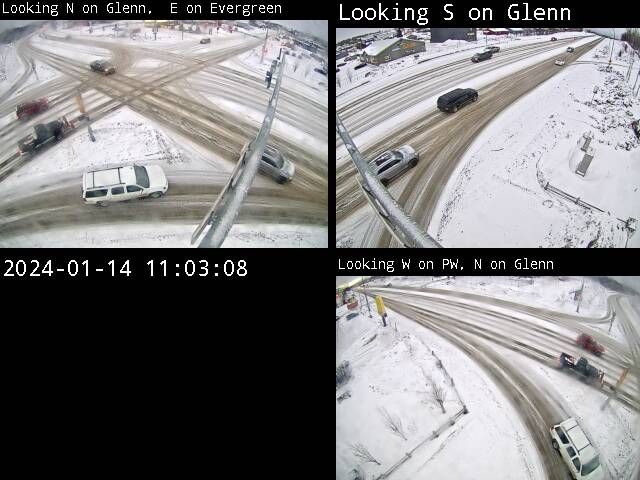 Looking N on Glenn,  E on Evergreen
Looking S on Glenn
2024-01-14 11:03:08
Looking W on PW, N on Glenn